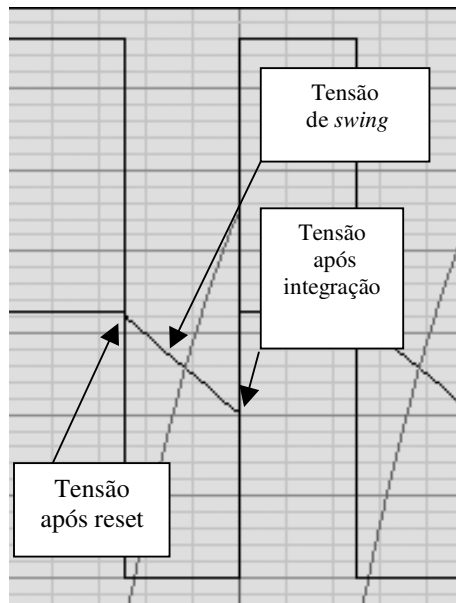 Tensão
de swing
Tensão
após
integração
Tensão
após reset